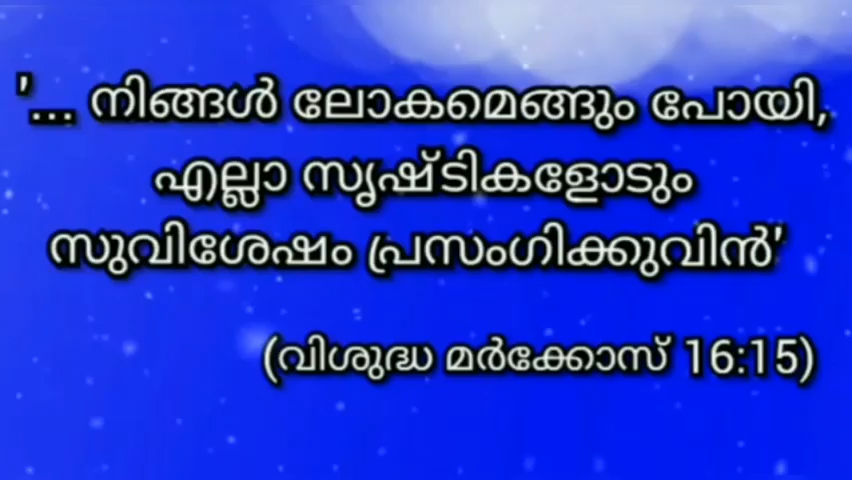 '... നിങ്ങൾ ലോകമെങ്ങും പോയി,
എല്ലാ സൃഷ്ടികളോടും
സുവിശേഷം പ്രസംഗിക്കുവിൻ'
(വിശുദ്ധ മർക്കോസ് 16:15)